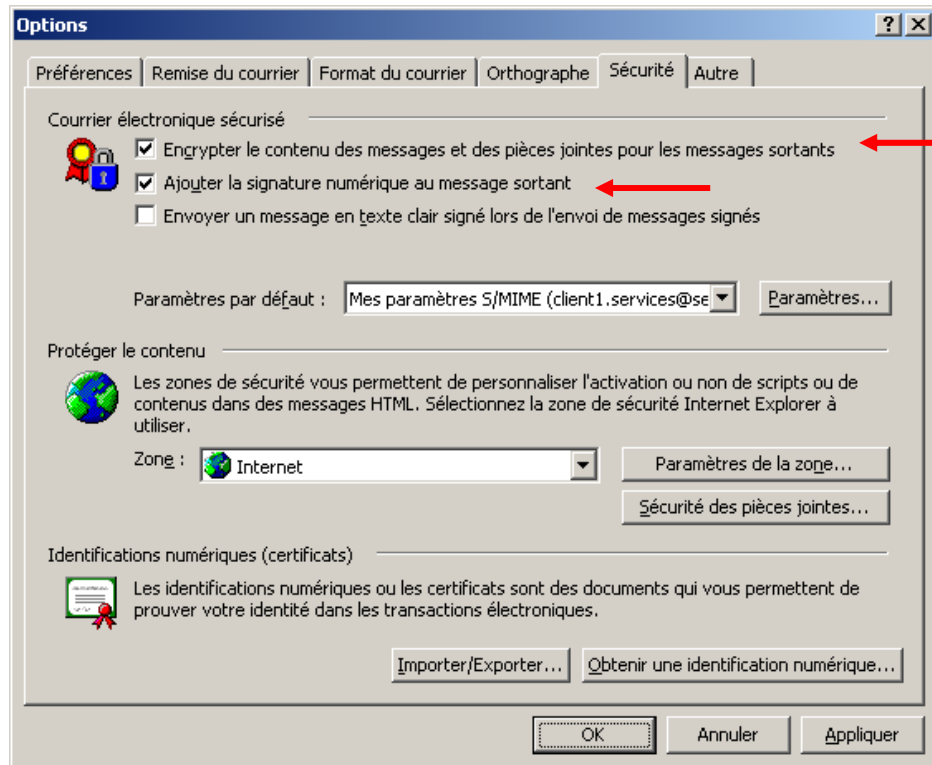 Options
Préférences Remise du courrier Format du courrier Orthographe Sécurité Autre
Courrier électronique sécurisé
Encrypter le contenu des messages et des pièces jointes pour les messages sortants
Ajouter la signature numérique au message sortant
Envoyer un message en texte clair signé lors de l'envoi de messages signés
Paramètres par défaut : Mes paramètres S/MIME (client1.services@se Paramètres...
Protéger le contenu
Les zones de sécurité vous permettent de personnaliser l'activation ou non de scripts ou de
contenus dans des messages HTML. Sélectionnez la zone de sécurité Internet Explorer à
utiliser.
Zone : Internet Paramètres de la zone...
Sécurité des pièces jointes...
Identifications numériques (certificats)
Les identifications numériques ou les certificats sont des documents qui vous permettent de
prouver votre identité dans les transactions électroniques.
Importer/Exporter... Obtenir une identification numérique...
OK Annuler Appliquer